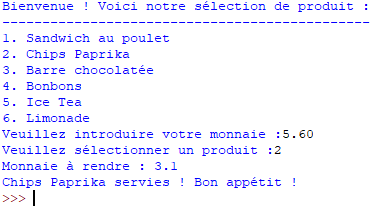 Bienvenue ! Voici notre sélection de produit :
----------------------------------------------
1. Sandwich au poulet
2. Chips Paprika
3. Barre chocolatée
4. Bonbons
5. Ice Tea
6. Limonade
Veuillez introduire votre monnaie :5.60
Veuillez sélectionner un produit :2
Monnaie à rendre : 3.1
Chips Paprika servies ! Bon appétit !
>>>